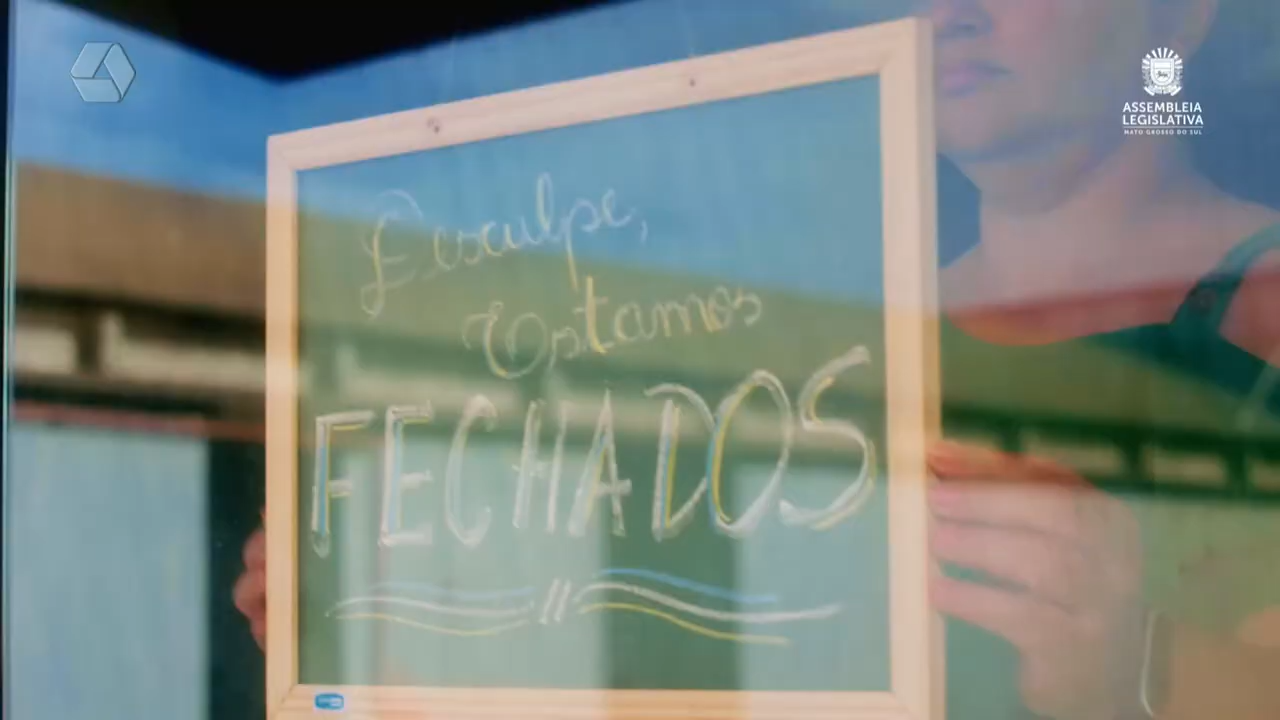 Desculpe,
Estamos
FECHADOS
ASSEMBLEIA
LEGISLATIVA
MATO GROSSO DO SUL